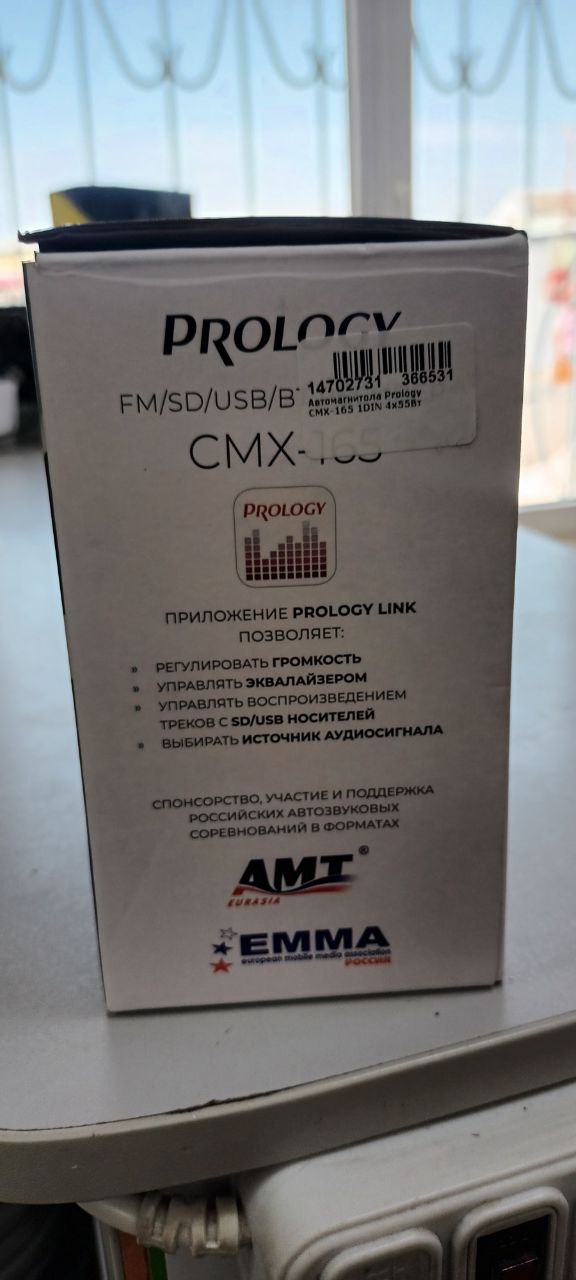 PROLOGY
14702731 366531
Автомагнитола Prology
CMX-165 1DIN 4x55Вт
FM/SD/USB/B
CMX-165
PROLOGY
ПРИЛОЖЕНИЕ PROLOGY LINK
ПОЗВОЛЯЕТ:
» РЕГУЛИРОВАТЬ ГРОМКОСТЬ
» УПРАВЛЯТЬ ЭКВАЛАЙЗЕРОМ
» УПРАВЛЯТЬ ВОСПРОИЗВЕДЕНИЕМ
ТРЕКОВ С SD/USB НОСИТЕЛЕЙ
» ВЫБИРАТЬ ИСТОЧНИК АУДИОСИГНАЛА
СПОНСОРСТВО, УЧАСТИЕ И ПОДДЕРЖКА
РОССИЙСКИХ АВТОЗВУКОВЫХ
СОРЕВНОВАНИЙ В ФОРМАТАХ
AMT®
EURASIA
EMMA
european mobile media association
РОССИЯ